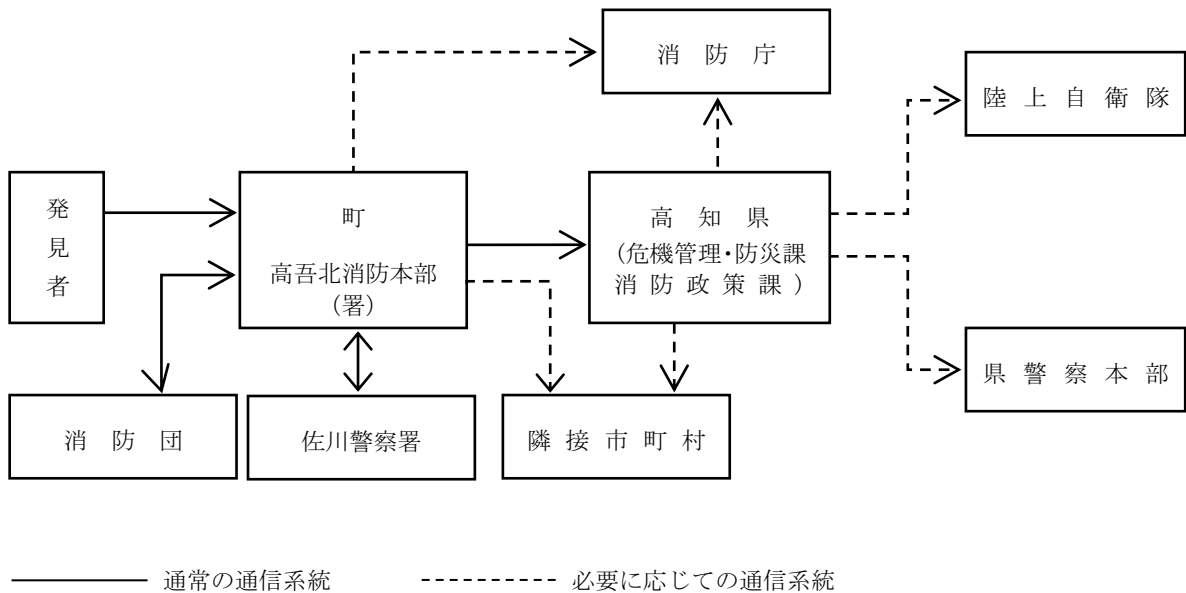 消防庁
陸上自衛隊
発見者
町
高吾北消防本部
（署）
高知県
（危機管理・防災課
消防政策課）
県警察本部
消防団
佐川警察署
隣接市町村
通常の通信系統
必要に応じての通信系統